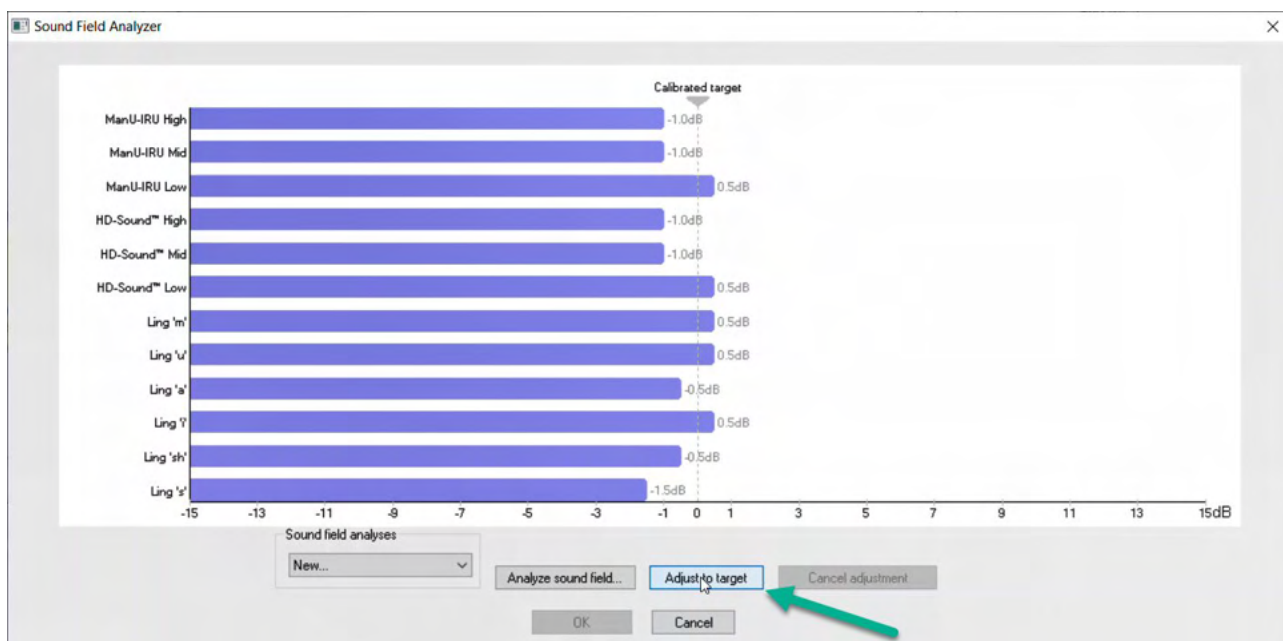 Sound Field Analyzer
Calibrated target
ManU-IRU High -1.0dB
ManU-IRU Mid -1.0dB
ManU-IRU Low 0.5dB
HD-Sound™ High -1.0dB
HD-Sound™ Mid -1.0dB
HD-Sound™ Low 0.5dB
Ling 'm' 0.5dB
Ling 'u' 0.5dB
Ling 'a' -0.5dB
Ling 'i' 0.5dB
Ling 'sh' -0.5dB
Ling 's' -1.5dB
-15 -13 -11 -9 -7 -5 -3 -1 0 1 3 5 7 9 11 13 15dB
Sound field analyses
New... Analyze sound field... Adjust to target Cancel adjustment
OK Cancel